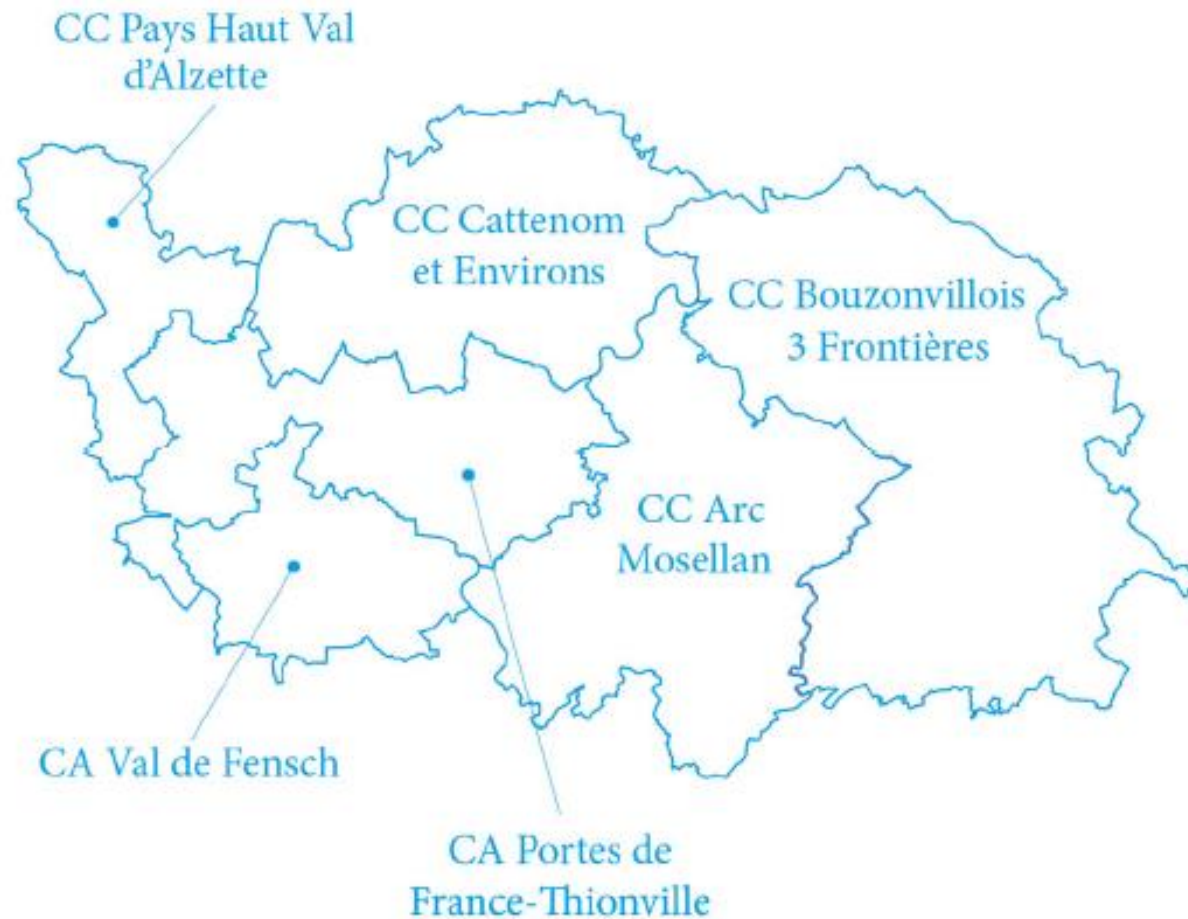 CC Pays Haut Val
d'Alzette
CC Cattenom
et Environs
CC Bouzonvillois
3 Frontières
CC Arc
Mosellan
CA Val de Fensch
CA Portes de
France-Thionville